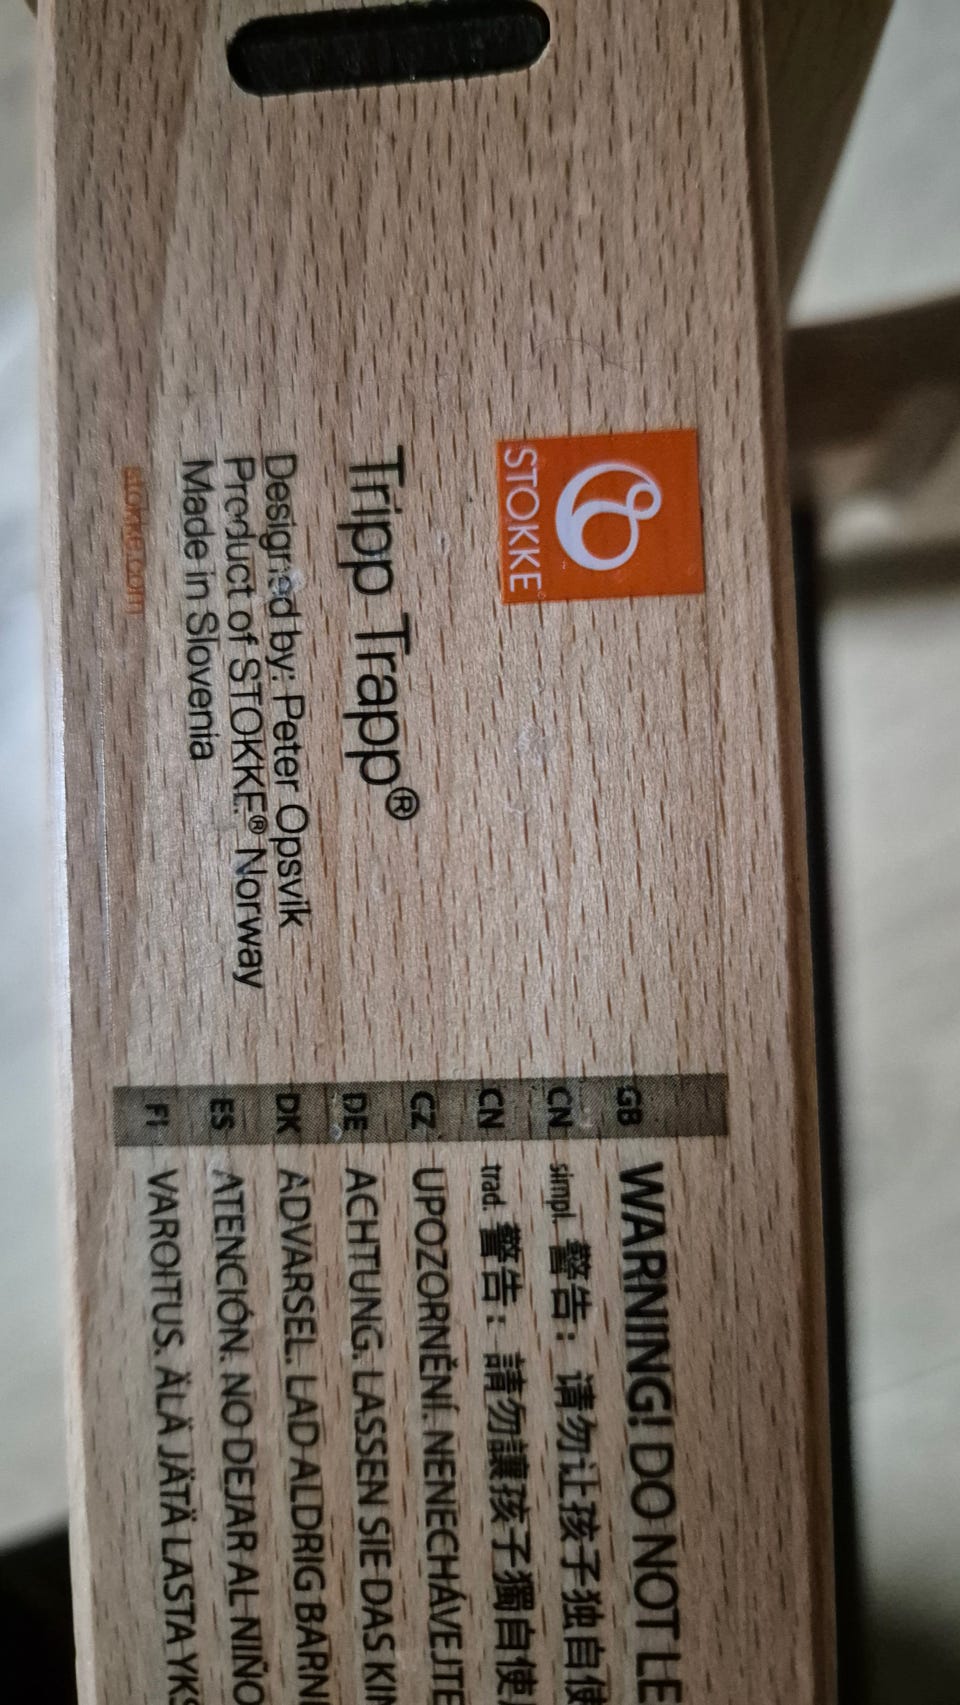 STOKKE
Tripp Trapp®
Designed by: Peter Opsvik
Product of STOKKE® Norway
Made in Slovenia
stokke.com
GB WARNING! DO NOT LE
CN simpl. 警告：请勿让孩子独自使
CN trad. 警告：請勿讓孩子獨自使
CZ UPOZORNĚNÍ. NENECHÁVEJTE
DE ACHTUNG. LASSEN SIE DAS KIN
DK ADVARSEL. LAD ALDRIG BARN
ES ATENCIÓN. NO DEJAR AL NIÑO
FI VAROITUS. ÄLÄ JÄTÄ LASTA YKS